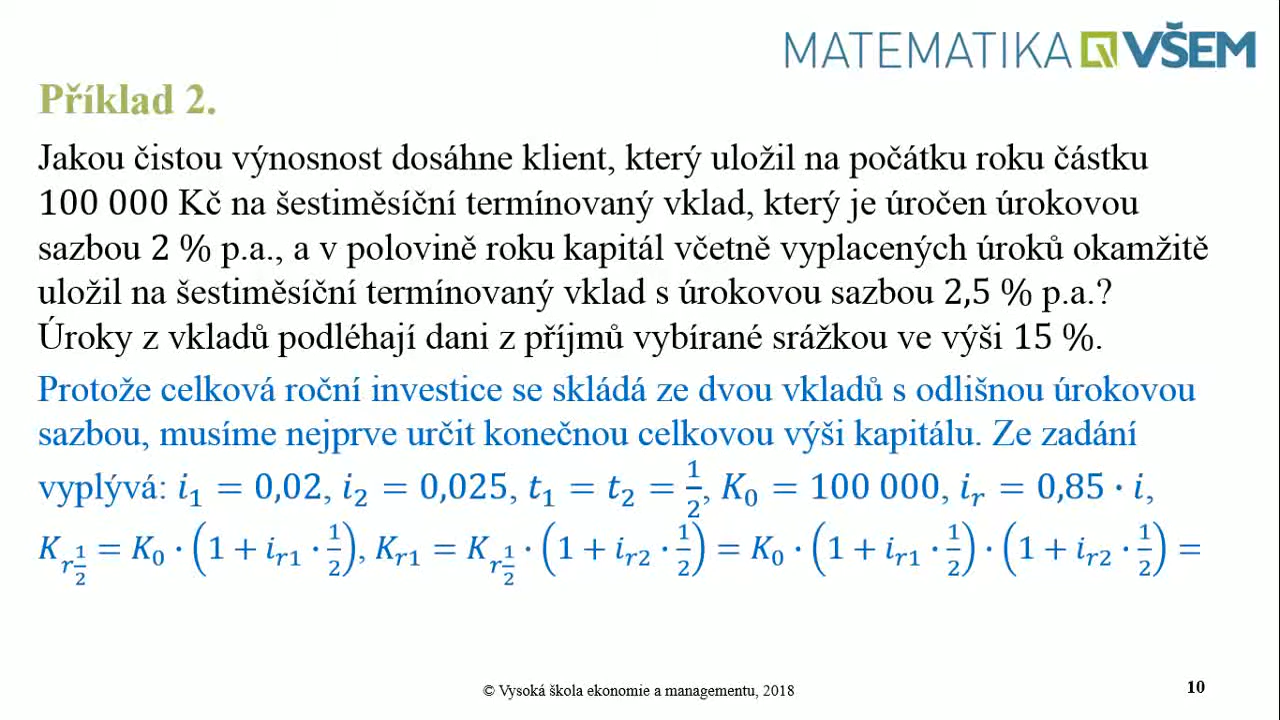 MATEMATIKA VŠEM
Příklad 2.
Jakou čistou výnosnost dosáhne klient, který uložil na počátku roku částku
100 000 Kč na šestiměsíční termínovaný vklad, který je úročen úrokovou
sazbou 2 % p.a., a v polovině roku kapitál včetně vyplacených úroků okamžitě
uložil na šestiměsíční termínovaný vklad s úrokovou sazbou 2,5 % p.a.?
Úroky z vkladů podléhají dani z příjmů vybírané srážkou ve výši 15 %.
Protože celková roční investice se skládá ze dvou vkladů s odlišnou úrokovou
sazbou, musíme nejprve určit konečnou celkovou výši kapitálu. Ze zadání
vyplývá: i₁ = 0,02, i₂ = 0,025, t₁ = t₂ = 1/2, K₀ = 100 000, iᵣ = 0,85 · i,
K_{r1/2} = K₀ · (1 + i_{r1} · 1/2), K_{r1} = K_{r1/2} · (1 + i_{r2} · 1/2) = K₀ · (1 + i_{r1} · 1/2) · (1 + i_{r2} · 1/2) =
© Vysoká škola ekonomie a managementu, 2018
10